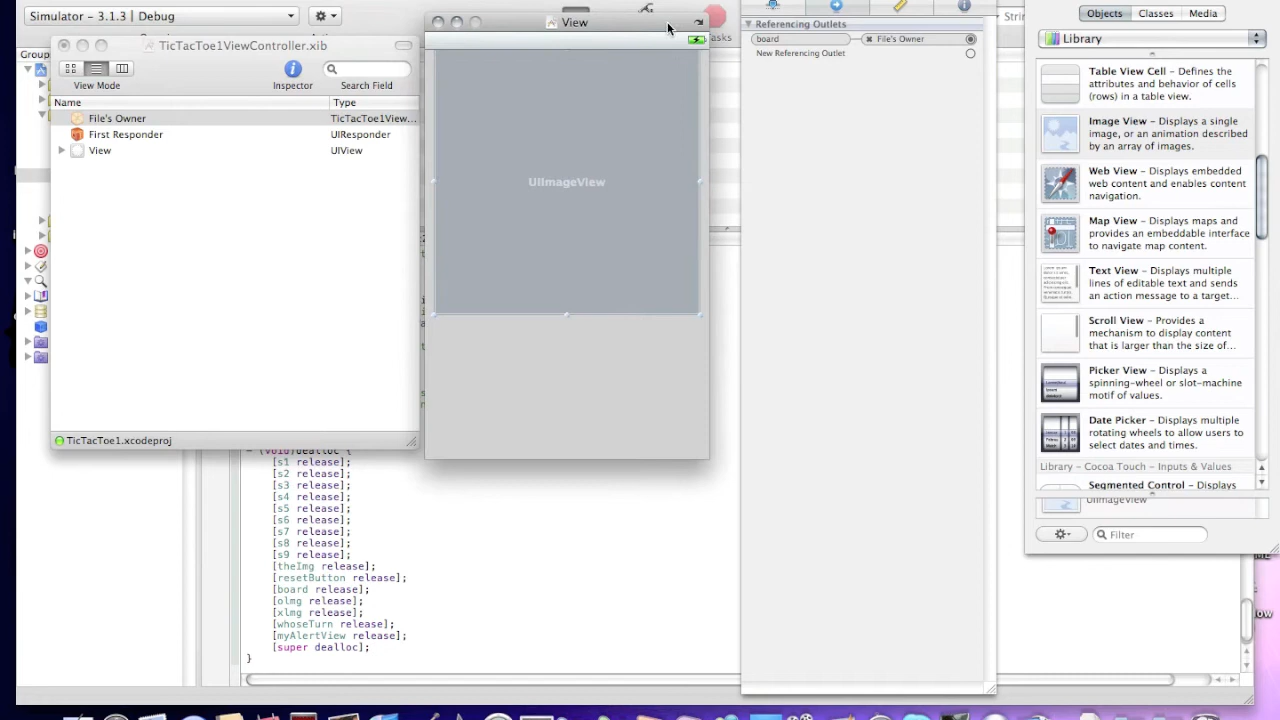 Simulator - 3.1.3 | Debug
View
Objects
Classes
Media
asks
Strin
Group
TicTacToe1ViewController.xib
View Mode
Inspector
Search Field
Name
Type
File's Owner
TicTacToe1View...
First Responder
UIResponder
View
UIView
TicTacToe1.xcodeproj
UIImageView
Referencing Outlets
board
File's Owner
New Referencing Outlet
Library
Table View Cell – Defines the
attributes and behavior of cells
(rows) in a table view.
Image View – Displays a single
image, or an animation described
by an array of images.
Web View – Displays embedded
web content and enables content
navigation.
Map View – Displays maps and
provides an embeddable interface
to navigate map content.
Text View – Displays multiple
lines of editable text and sends
an action message to a target...
Scroll View – Provides a
mechanism to display content
that is larger than the size of...
Picker View – Displays a
spinning-wheel or slot-machine
motif of values.
Date Picker – Displays multiple
rotating wheels to allow users to
select dates and times.
Library – Cocoa Touch – Inputs & Values
Segmented Control – Displays
UIImageView
Filter
- (void)dealloc {
[s1 release];
[s2 release];
[s3 release];
[s4 release];
[s5 release];
[s6 release];
[s7 release];
[s8 release];
[s9 release];
[theImg release];
[resetButton release];
[board release];
[oImg release];
[xImg release];
[whoseTurn release];
[myAlertView release];
[super dealloc];
}